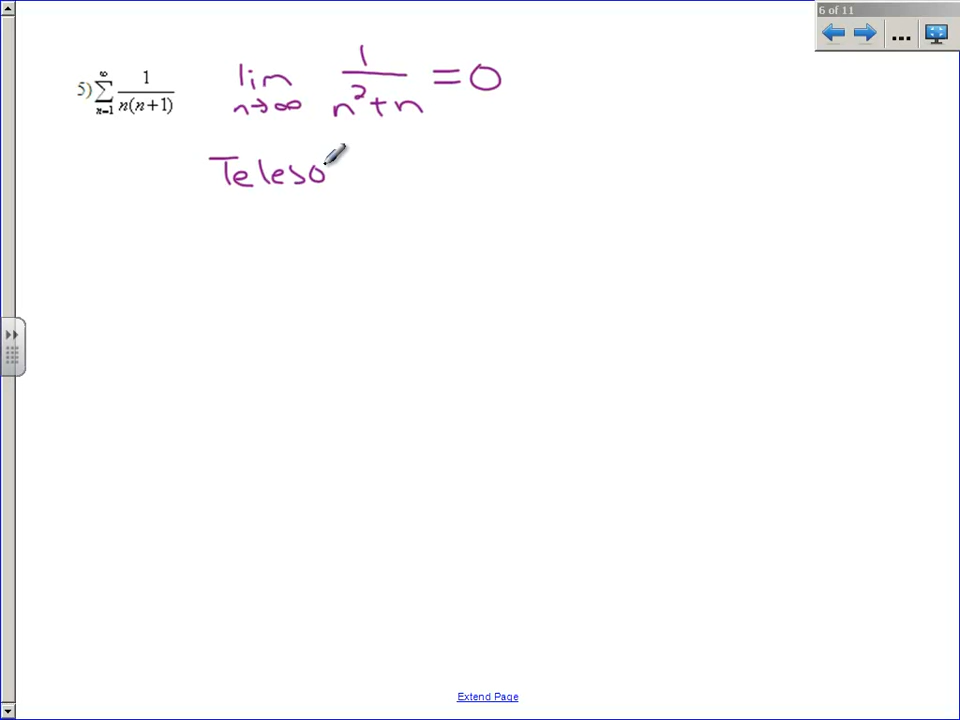 6 of 11
5) ∑_{n=1}^{∞} 1/n(n+1) lim_{n→∞} 1/n²+n = 0
Teleso
Extend Page